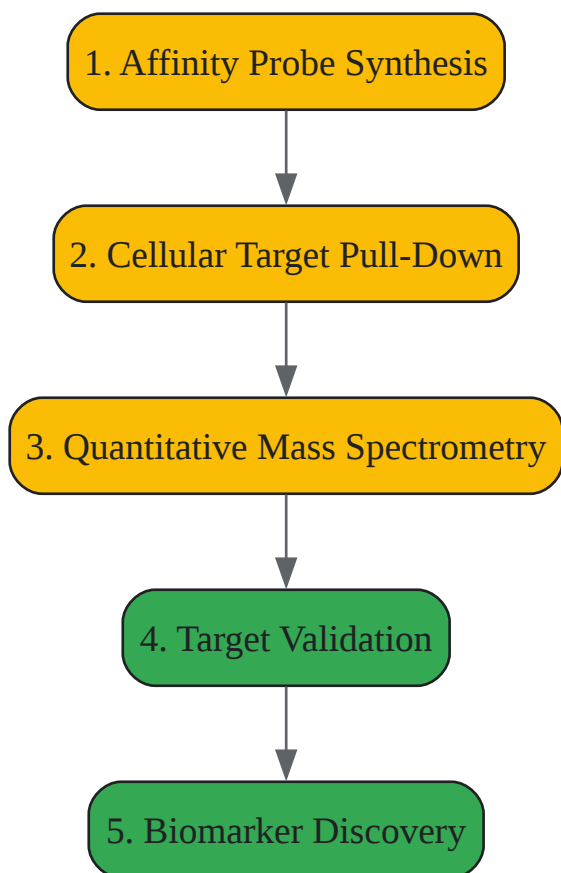 1. Affinity Probe Synthesis
2. Cellular Target Pull-Down
3. Quantitative Mass Spectrometry
4. Target Validation
5. Biomarker Discovery